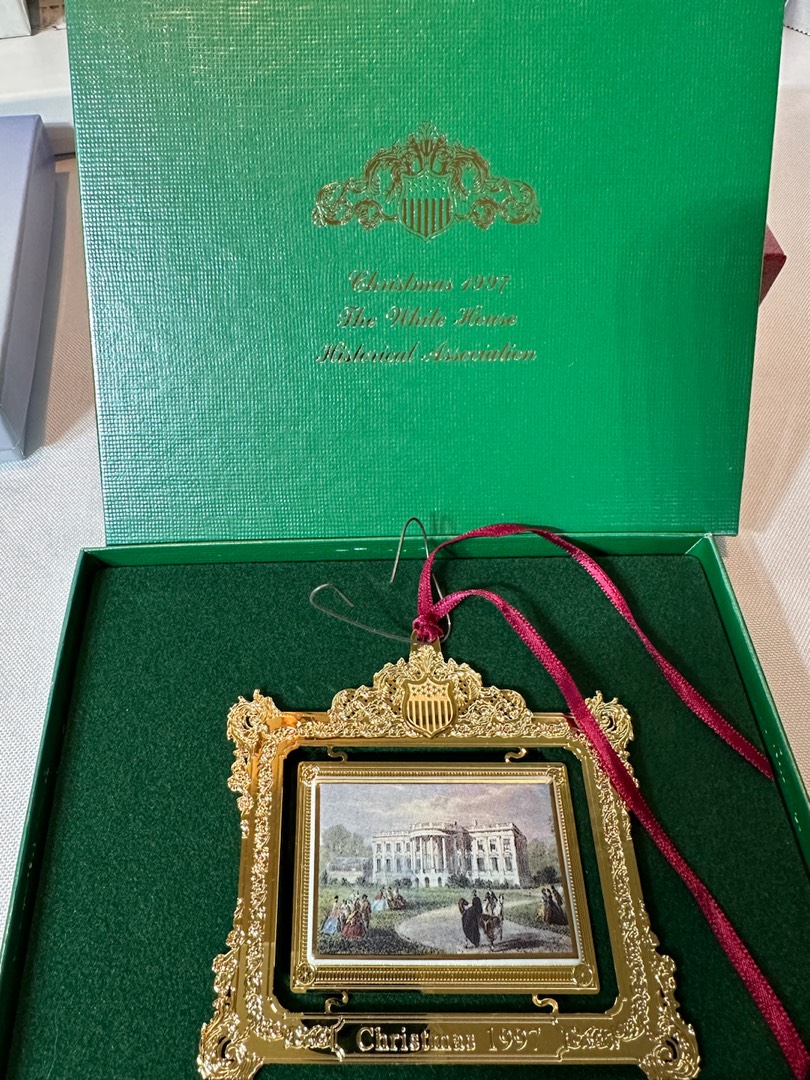 Christmas 1997
The White House
Historical Association
Christmas 1997